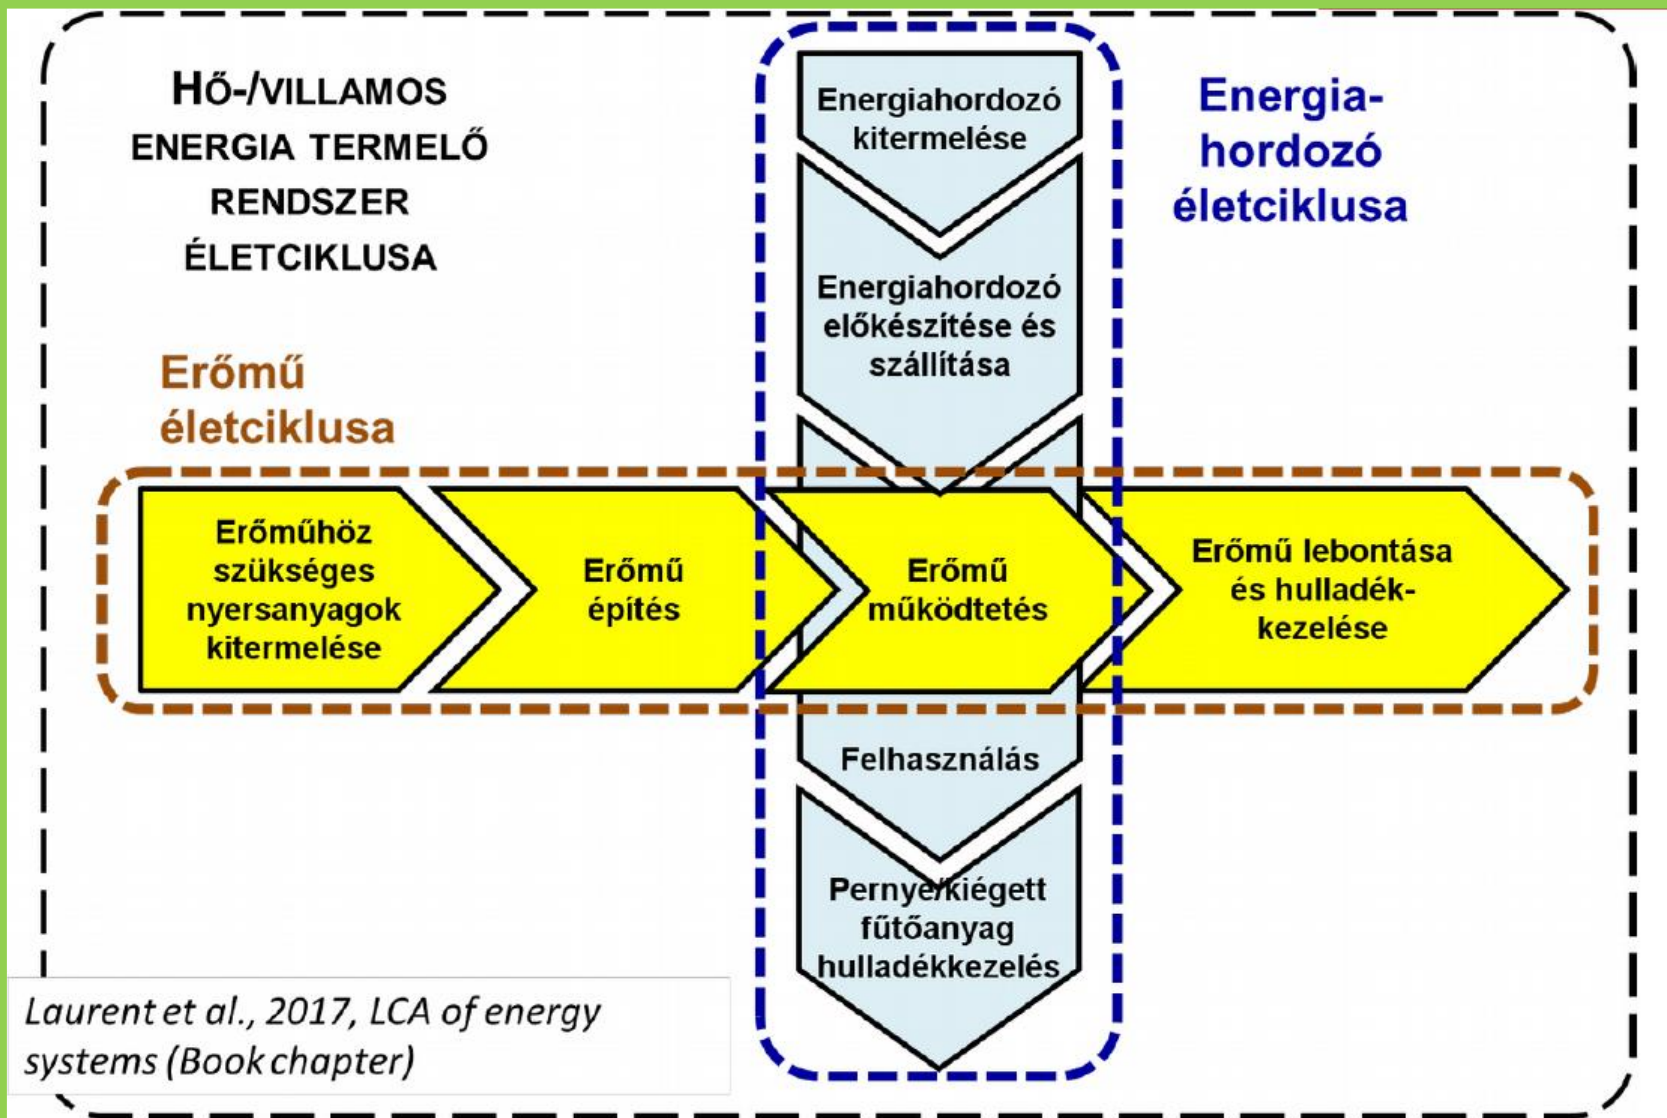 HŐ-/VILLAMOS
ENERGIA TERMELŐ
RENDSZER
ÉLETCIKLUSA
Energiahordozó
kitermelése
Energia-
hordozó
életciklusa
Energiahordozó
előkészítése és
szállítása
Erőmű
életciklusa
Erőműhöz
szükséges
nyersanyagok
kitermelése
Erőmű
építés
Erőmű
működtetés
Erőmű lebontása
és hulladék-
kezelése
Felhasználás
Pernye/kiégett
fűtőanyag
hulladékkezelés
Laurent et al., 2017, LCA of energy
systems (Book chapter)